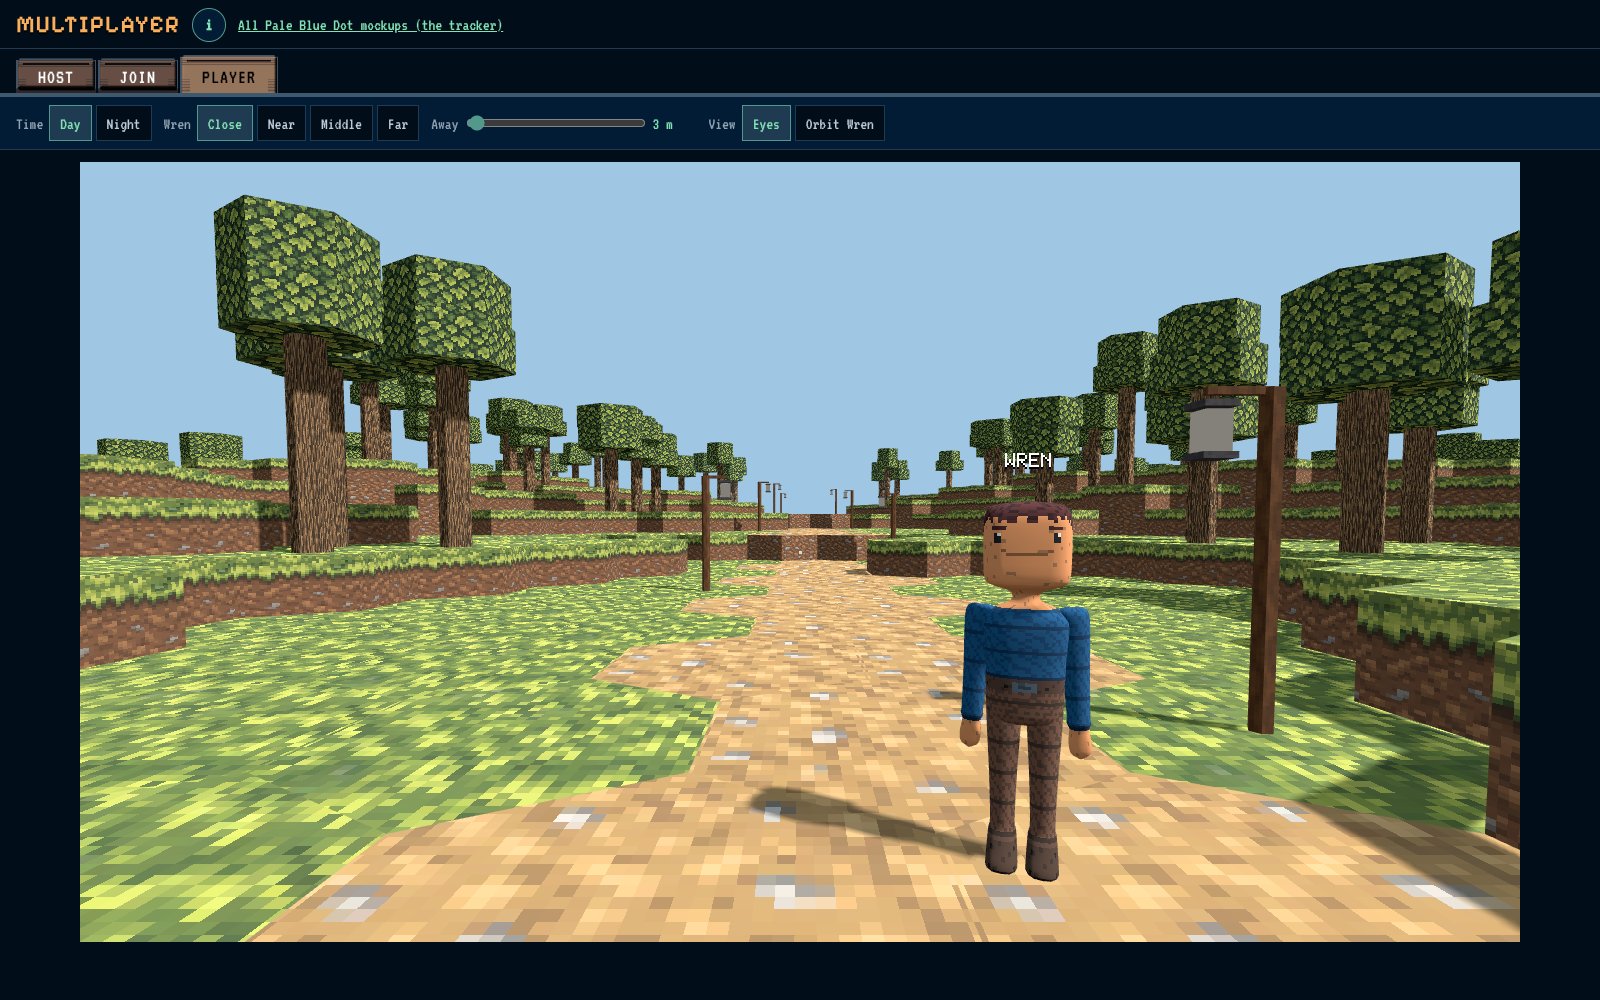 MULTIPLAYER i All Pale Blue Dot mockups (the tracker)
HOST JOIN PLAYER
Time Day Night Wren Close Near Middle Far Away 3 m View Eyes Orbit Wren
WREN